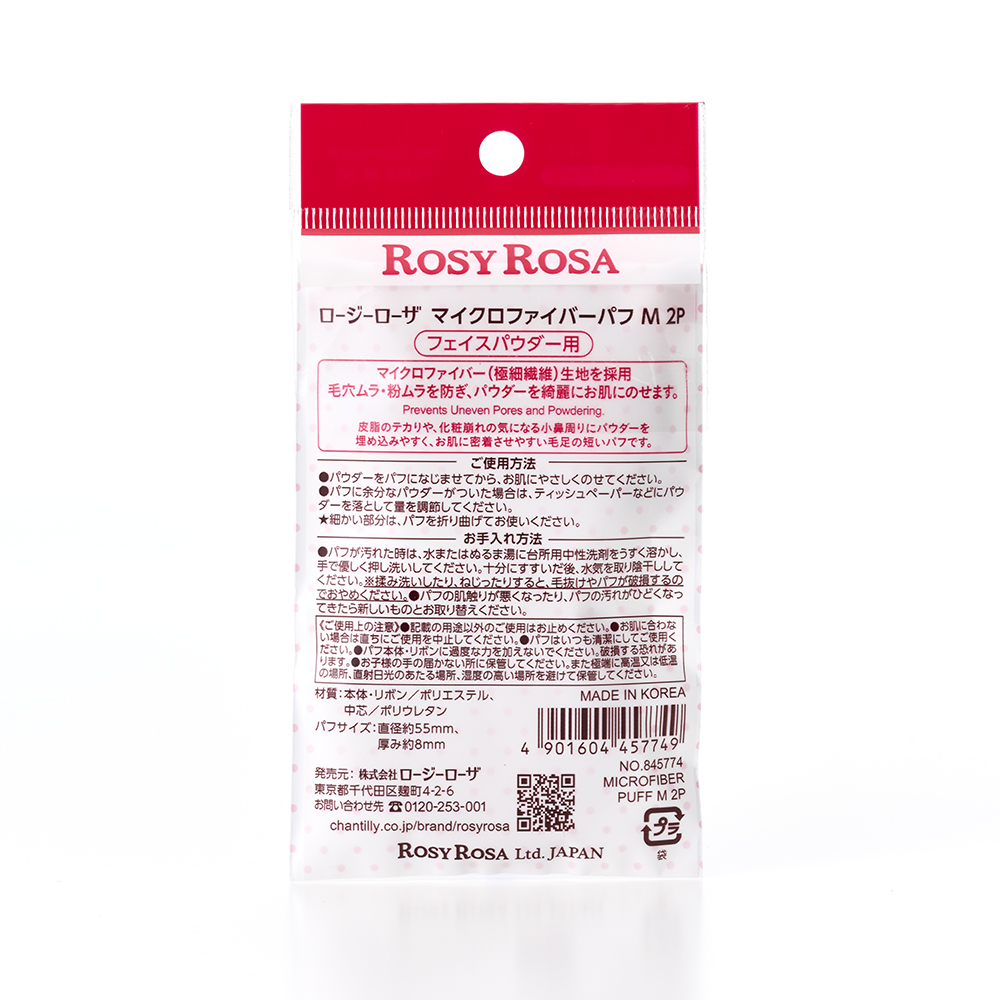 ROSY ROSA
ロージーローザ マイクロファイバーパフ M 2P
フェイスパウダー用
マイクロファイバー(極細繊維)生地を採用
毛穴ムラ・粉ムラを防ぎ、パウダーを綺麗にお肌にのせます。
Prevents Uneven Pores and Powdering.
皮脂のテカりや、化粧崩れの気になる小鼻周りにパウダーを
埋め込みやすく、お肌に密着させやすい毛足の短いパフです。
ご使用方法
●パウダーをパフになじませてから、お肌にやさしくのせてください。
●パフに余分なパウダーがついた場合は、ティッシュペーパーなどにパウ
ダーを落として量を調節してください。
★細かい部分は、パフを折り曲げてお使いください。
お手入れ方法
●パフが汚れた時は、水またはぬるま湯に台所用中性洗剤をうすく溶かし、
手で優しく押し洗いしてください。十分にすすいだ後、水気を取り陰干しして
ください。※揉み洗いしたり、ねじったりすると、毛抜けやパフが破損するの
でおやめください。●パフの肌触りが悪くなったり、パフの汚れがひどくなっ
てきたら新しいものとお取り替えください。
《ご使用上の注意》●記載の用途以外のご使用はお止めください。●お肌に合わな
い場合は直ちにご使用を中止してください。●パフはいつも清潔にしてご使用く
ださい。●パフ本体・リボンに過度な力を加えないでください。破損する恐れがあ
ります。●お子様の手の届かない所に保管してください。また極端に高温又は低温
の場所、直射日光のあたる場所、湿度の高い場所を避けて保管してください。
材質:本体・リボン/ポリエステル、
中芯/ポリウレタン
パフサイズ:直径約55mm、
厚み約8mm
MADE IN KOREA
4 901604 457749
NO.845774
MICROFIBER
PUFF M 2P
発売元:株式会社ロージーローザ
東京都千代田区麹町4-2-6
お問い合わせ先 ☎0120-253-001
chantilly.co.jp/brand/rosyrosa
プラ
袋
ROSY ROSA Ltd. JAPAN